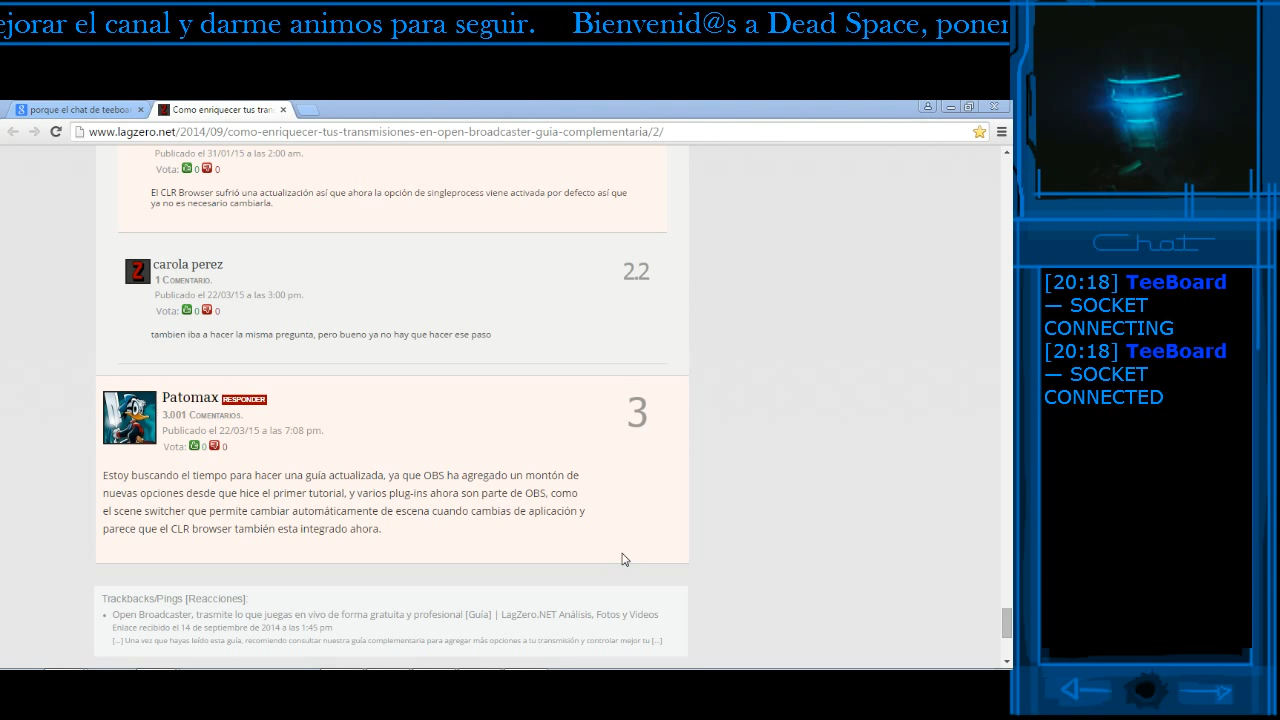 ejorar el canal y darme animos para seguir. Bienvenid@s a Dead Space, poner
porque el chat de teeboar
Como enriquecer tus tran
www.lagzero.net/2014/09/como-enriquecer-tus-transmisiones-en-open-broadcaster-guia-complementaria/2/
Publicado el 31/01/15 a las 2:00 am.
Vota: 0 0
El CLR Browser sufrió una actualización así que ahora la opción de singleprocess viene activada por defecto así que
ya no es necesario cambiarla.
carola perez
2.2
1 Comentario.
Publicado el 22/03/15 a las 3:00 pm.
Vota: 0 0
tambien iba a hacer la misma pregunta, pero bueno ya no hay que hacer ese paso
Patomax RESPONDER
3
3.001 Comentarios.
Publicado el 22/03/15 a las 7:08 pm.
Vota: 0 0
Estoy buscando el tiempo para hacer una guía actualizada, ya que OBS ha agregado un montón de
nuevas opciones desde que hice el primer tutorial, y varios plug-ins ahora son parte de OBS, como
el scene switcher que permite cambiar automáticamente de escena cuando cambias de aplicación y
parece que el CLR browser también esta integrado ahora.
Trackbacks/Pings [Reacciones]:
• Open Broadcaster, trasmite lo que juegas en vivo de forma gratuita y profesional [Guía] | LagZero.NET Análisis, Fotos y Videos
Enlace recibido el 14 de septiembre de 2014 a las 1:45 pm
[...] Una vez que hayas leído esta guía, recomiendo consultar nuestra guía complementaria para agregar más opciones a tu transmisión y controlar mejor tu [...]
Chat
[20:18] TeeBoard
— SOCKET
CONNECTING
[20:18] TeeBoard
— SOCKET
CONNECTED